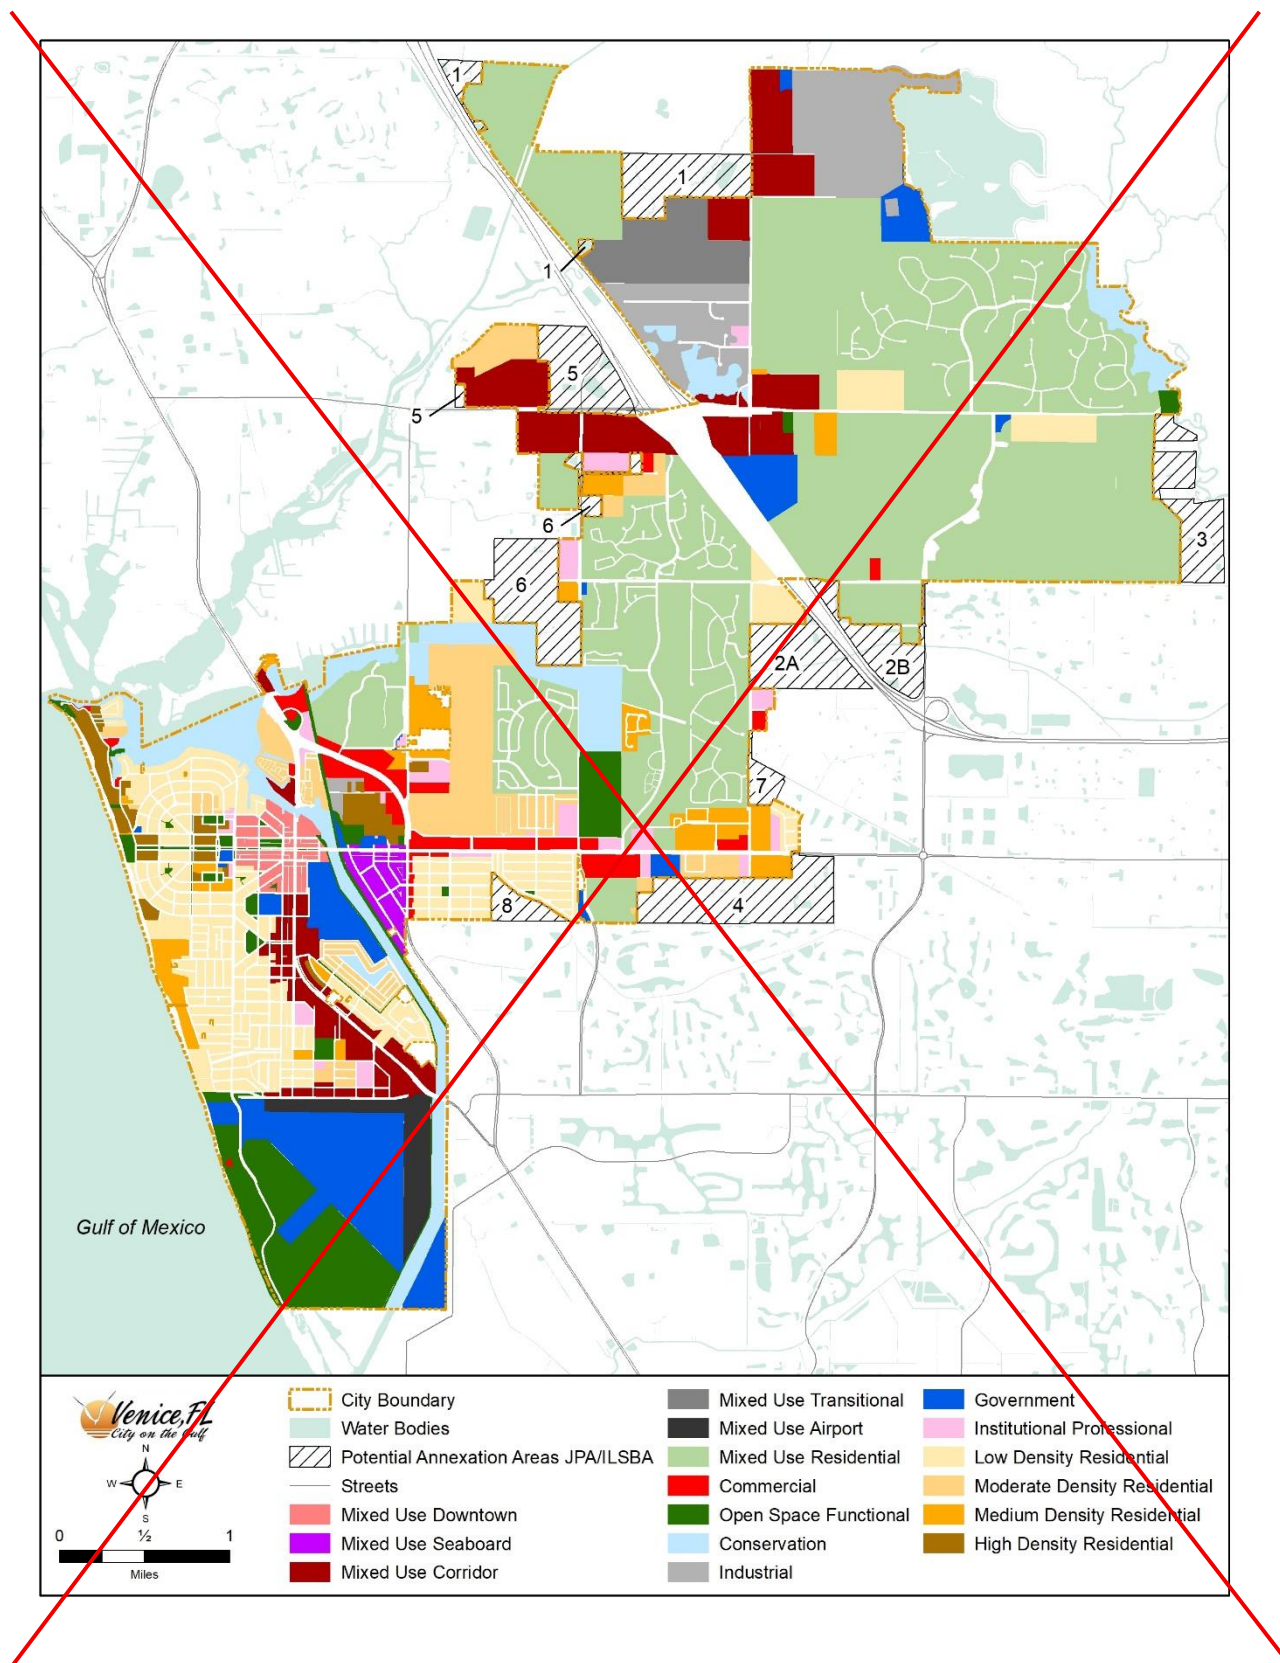 1
1
1
5
5
6
6
3
2A
2B
7
8
4
Gulf of Mexico
Venice, FL
City on the Gulf
N
W
E
S
0
½
1
Miles
City Boundary
Water Bodies
Potential Annexation Areas JPA/ILSBA
Streets
Mixed Use Downtown
Mixed Use Seaboard
Mixed Use Corridor
Mixed Use Transitional
Mixed Use Airport
Mixed Use Residential
Commercial
Open Space Functional
Conservation
Industrial
Government
Institutional Professional
Low Density Residential
Moderate Density Residential
Medium Density Residential
High Density Residential